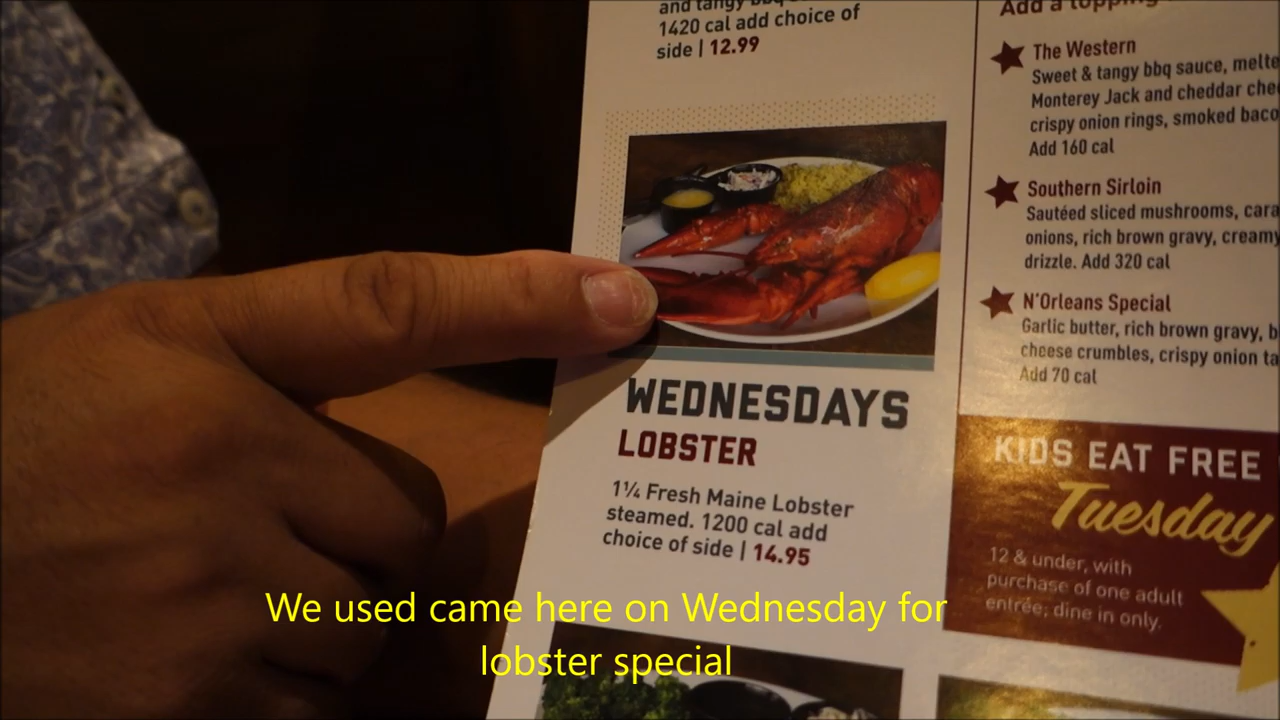 and tangy bbq
1420 cal add choice of
side | 12.99
WEDNESDAYS
LOBSTER
1¼ Fresh Maine Lobster
steamed. 1200 cal add
choice of side | 14.95
Add a topping
The Western
Sweet & tangy bbq sauce, melte
Monterey Jack and cheddar che
crispy onion rings, smoked baco
Add 160 cal
Southern Sirloin
Sautéed sliced mushrooms, cara
onions, rich brown gravy, creamy
drizzle. Add 320 cal
N'Orleans Special
Garlic butter, rich brown gravy, b
cheese crumbles, crispy onion ta
Add 70 cal
KIDS EAT FREE
Tuesday
12 & under, with
purchase of one adult
entrée; dine in only.
We used came here on Wednesday for
lobster special